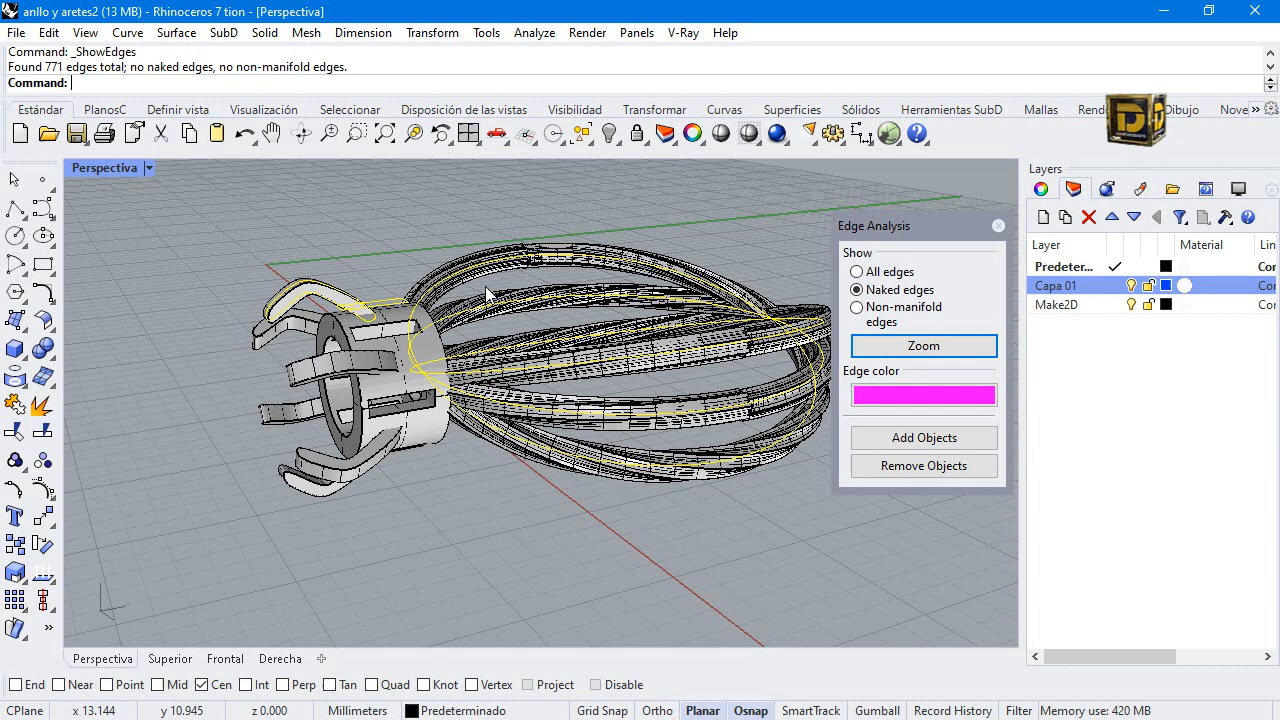 anllo y aretes2 (13 MB) - Rhinoceros 7 tion - [Perspectiva]
File Edit View Curve Surface SubD Solid Mesh Dimension Transform Tools Analyze Render Panels V-Ray Help
Command: _ShowEdges
Found 771 edges total; no naked edges, no non-manifold edges.
Command:
Estándar PlanosC Definir vista Visualización Seleccionar Disposición de las vistas Visibilidad Transformar Curvas Superficies Sólidos Herramientas SubD Mallas Rend Dibujo Nove »
Perspectiva
Layers
Edge Analysis
Show
All edges
Naked edges
Non-manifold
edges
Zoom
Edge color
Add Objects
Remove Objects
Layer Material Lin
Predeter... Cor
Capa 01 Cor
Make2D Cor
»
Perspectiva Superior Frontal Derecha
End Near Point Mid Cen Int Perp Tan Quad Knot Vertex Project Disable
CPlane x 13.144 y 10.945 z 0.000 Millimeters Predeterminado Grid Snap Ortho Planar Osnap SmartTrack Gumball Record History Filter Memory use: 420 MB